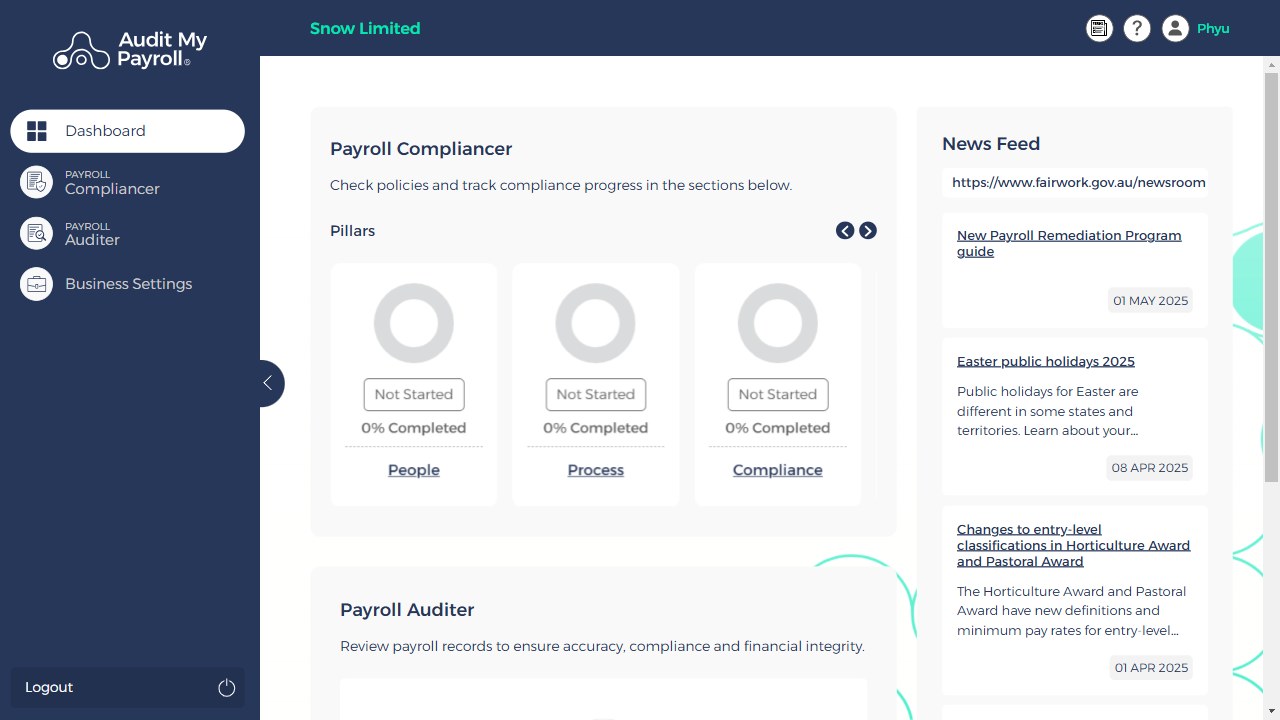 Audit My
Payroll®
Snow Limited
?
Phyu
Dashboard
PAYROLL
Compliancer
PAYROLL
Auditer
Business Settings
Logout
Payroll Compliancer
Check policies and track compliance progress in the sections below.
Pillars
Not Started
0% Completed
People
Not Started
0% Completed
Process
Not Started
0% Completed
Compliance
Payroll Auditer
Review payroll records to ensure accuracy, compliance and financial integrity.
News Feed
https://www.fairwork.gov.au/newsroom
New Payroll Remediation Program
guide
01 MAY 2025
Easter public holidays 2025
Public holidays for Easter are
different in some states and
territories. Learn about your...
08 APR 2025
Changes to entry-level
classifications in Horticulture Award
and Pastoral Award
The Horticulture Award and Pastoral
Award have new definitions and
minimum pay rates for entry-level...
01 APR 2025